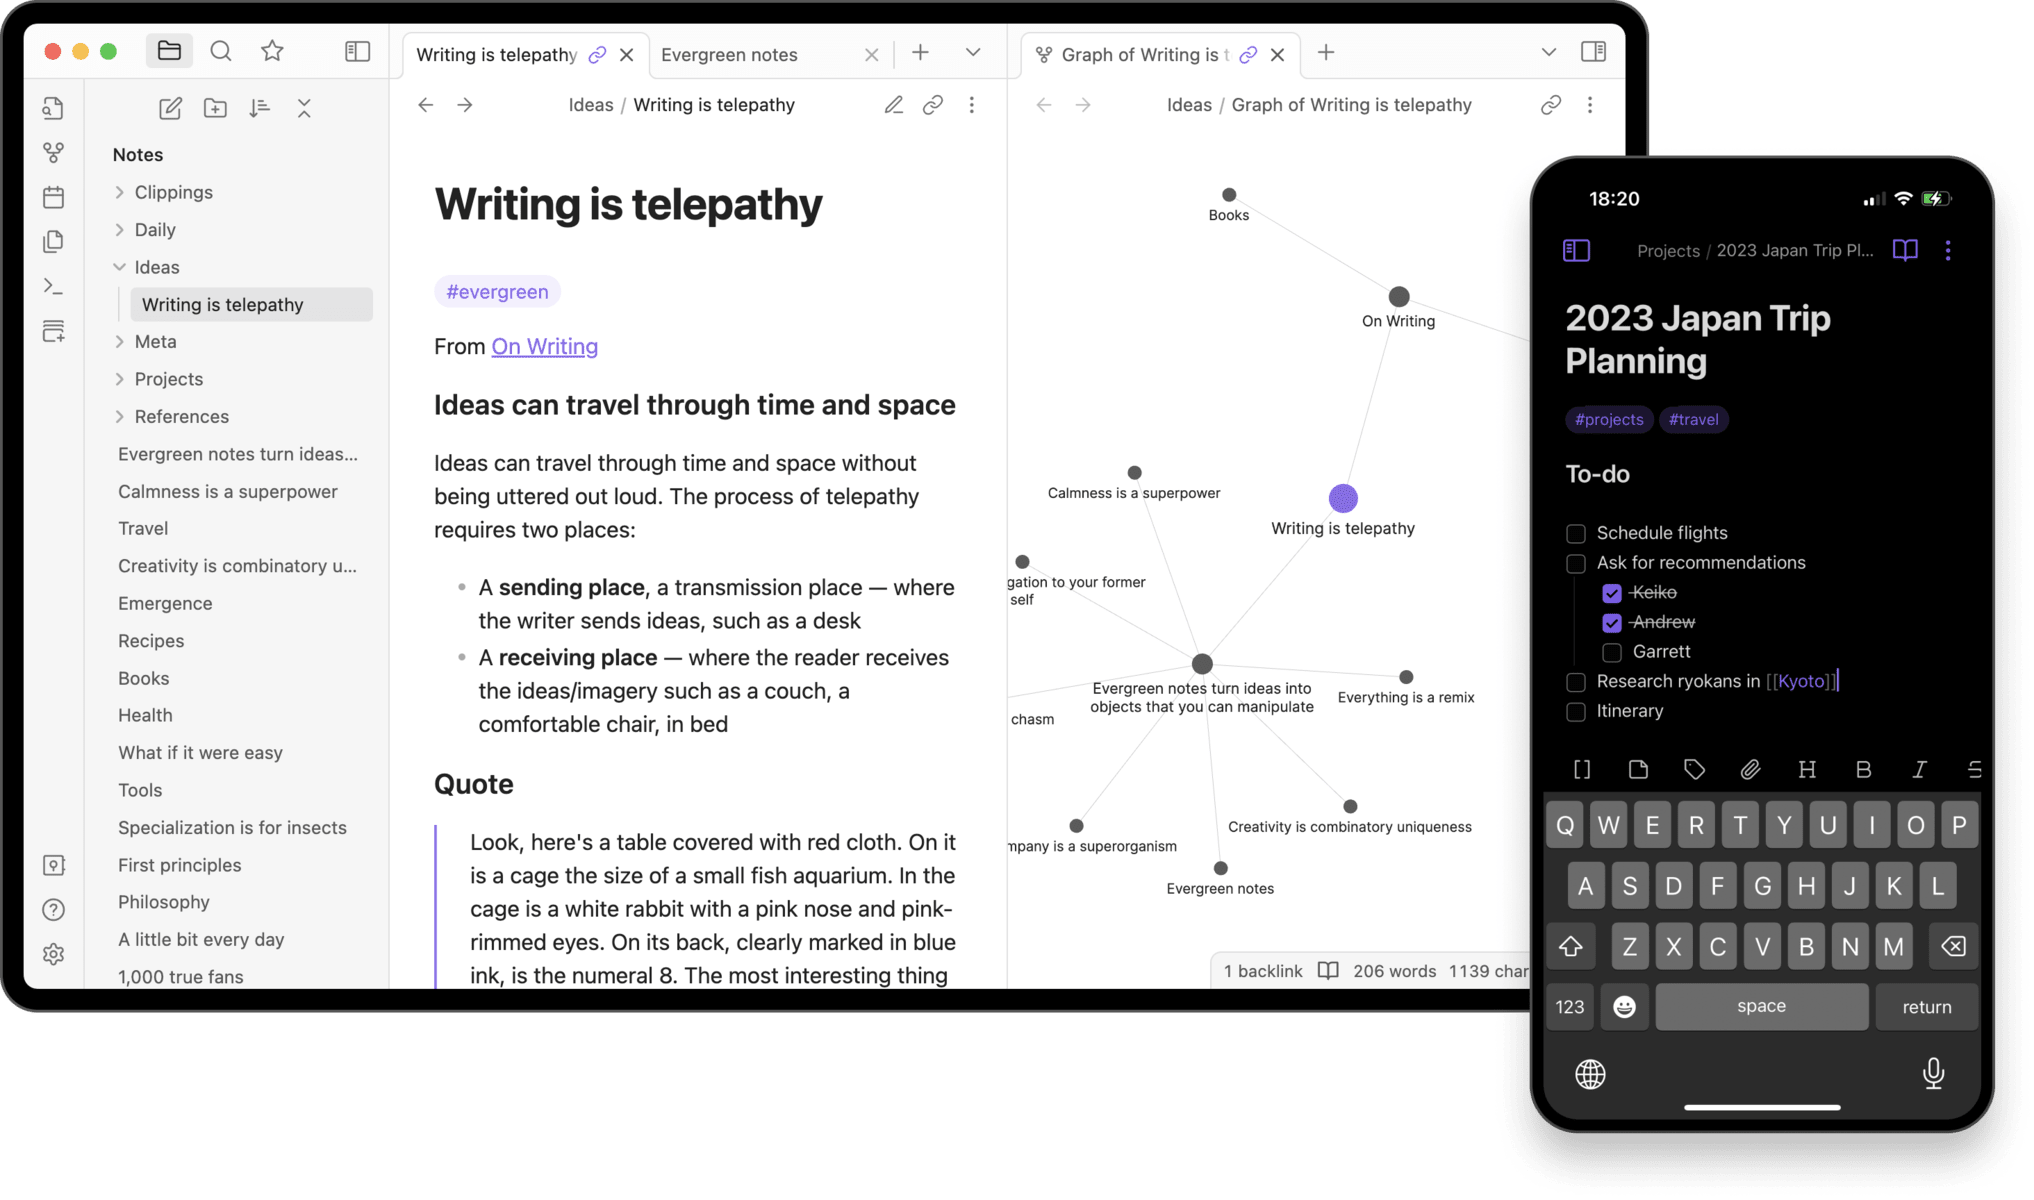 Writing is telepathy
Evergreen notes
Graph of Writing is t
Notes
Clippings
Daily
Ideas
Writing is telepathy
Meta
Projects
References
Evergreen notes turn ideas...
Calmness is a superpower
Travel
Creativity is combinatory u...
Emergence
Recipes
Books
Health
What if it were easy
Tools
Specialization is for insects
First principles
Philosophy
A little bit every day
1,000 true fans
Ideas / Writing is telepathy
Writing is telepathy
#evergreen
From On Writing
Ideas can travel through time and space
Ideas can travel through time and space without
being uttered out loud. The process of telepathy
requires two places:
A sending place, a transmission place — where
the writer sends ideas, such as a desk
A receiving place — where the reader receives
the ideas/imagery such as a couch, a
comfortable chair, in bed
Quote
Look, here's a table covered with red cloth. On it
is a cage the size of a small fish aquarium. In the
cage is a white rabbit with a pink nose and pink-
rimmed eyes. On its back, clearly marked in blue
ink, is the numeral 8. The most interesting thing
Ideas / Graph of Writing is telepathy
Books
On Writing
Calmness is a superpower
Writing is telepathy
gation to your former
self
Evergreen notes turn ideas into
objects that you can manipulate
Everything is a remix
chasm
Creativity is combinatory uniqueness
mpany is a superorganism
Evergreen notes
1 backlink 206 words 1139 char
18:20
Projects / 2023 Japan Trip Pl...
2023 Japan Trip
Planning
#projects #travel
To-do
Schedule flights
Ask for recommendations
Keiko
Andrew
Garrett
Research ryokans in [[Kyoto]]
Itinerary
[] H B I S
Q W E R T Y U I O P
A S D F G H J K L
Z X C V B N M
123 space return